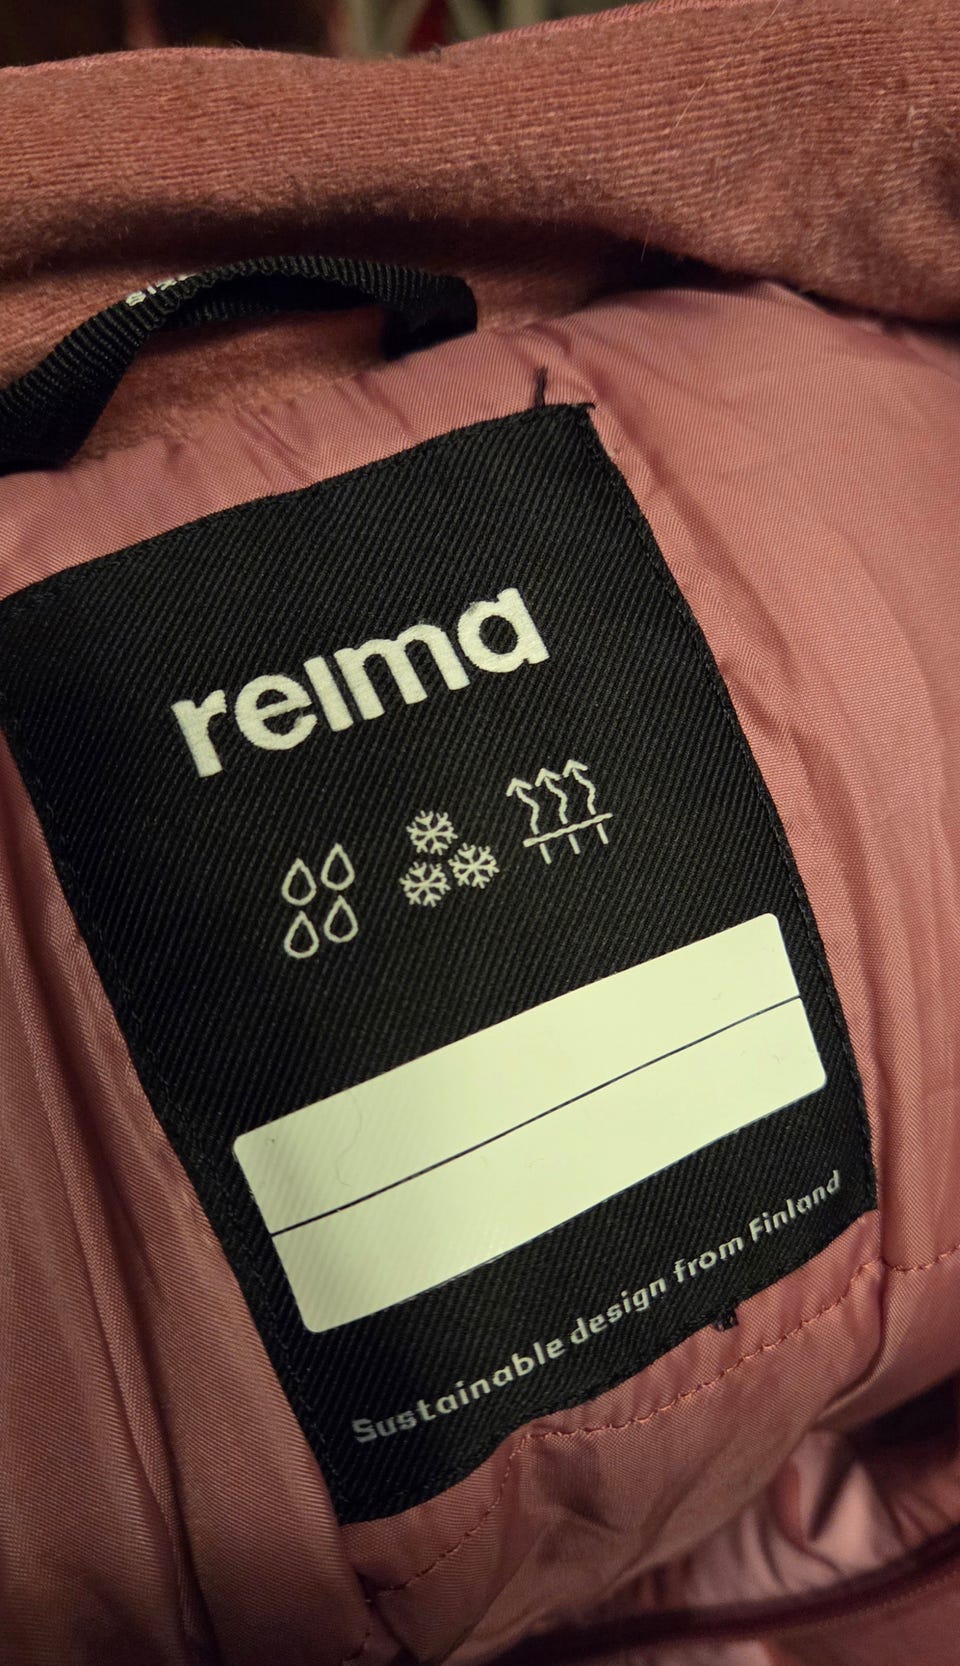 reima
Sustainable design from Finland